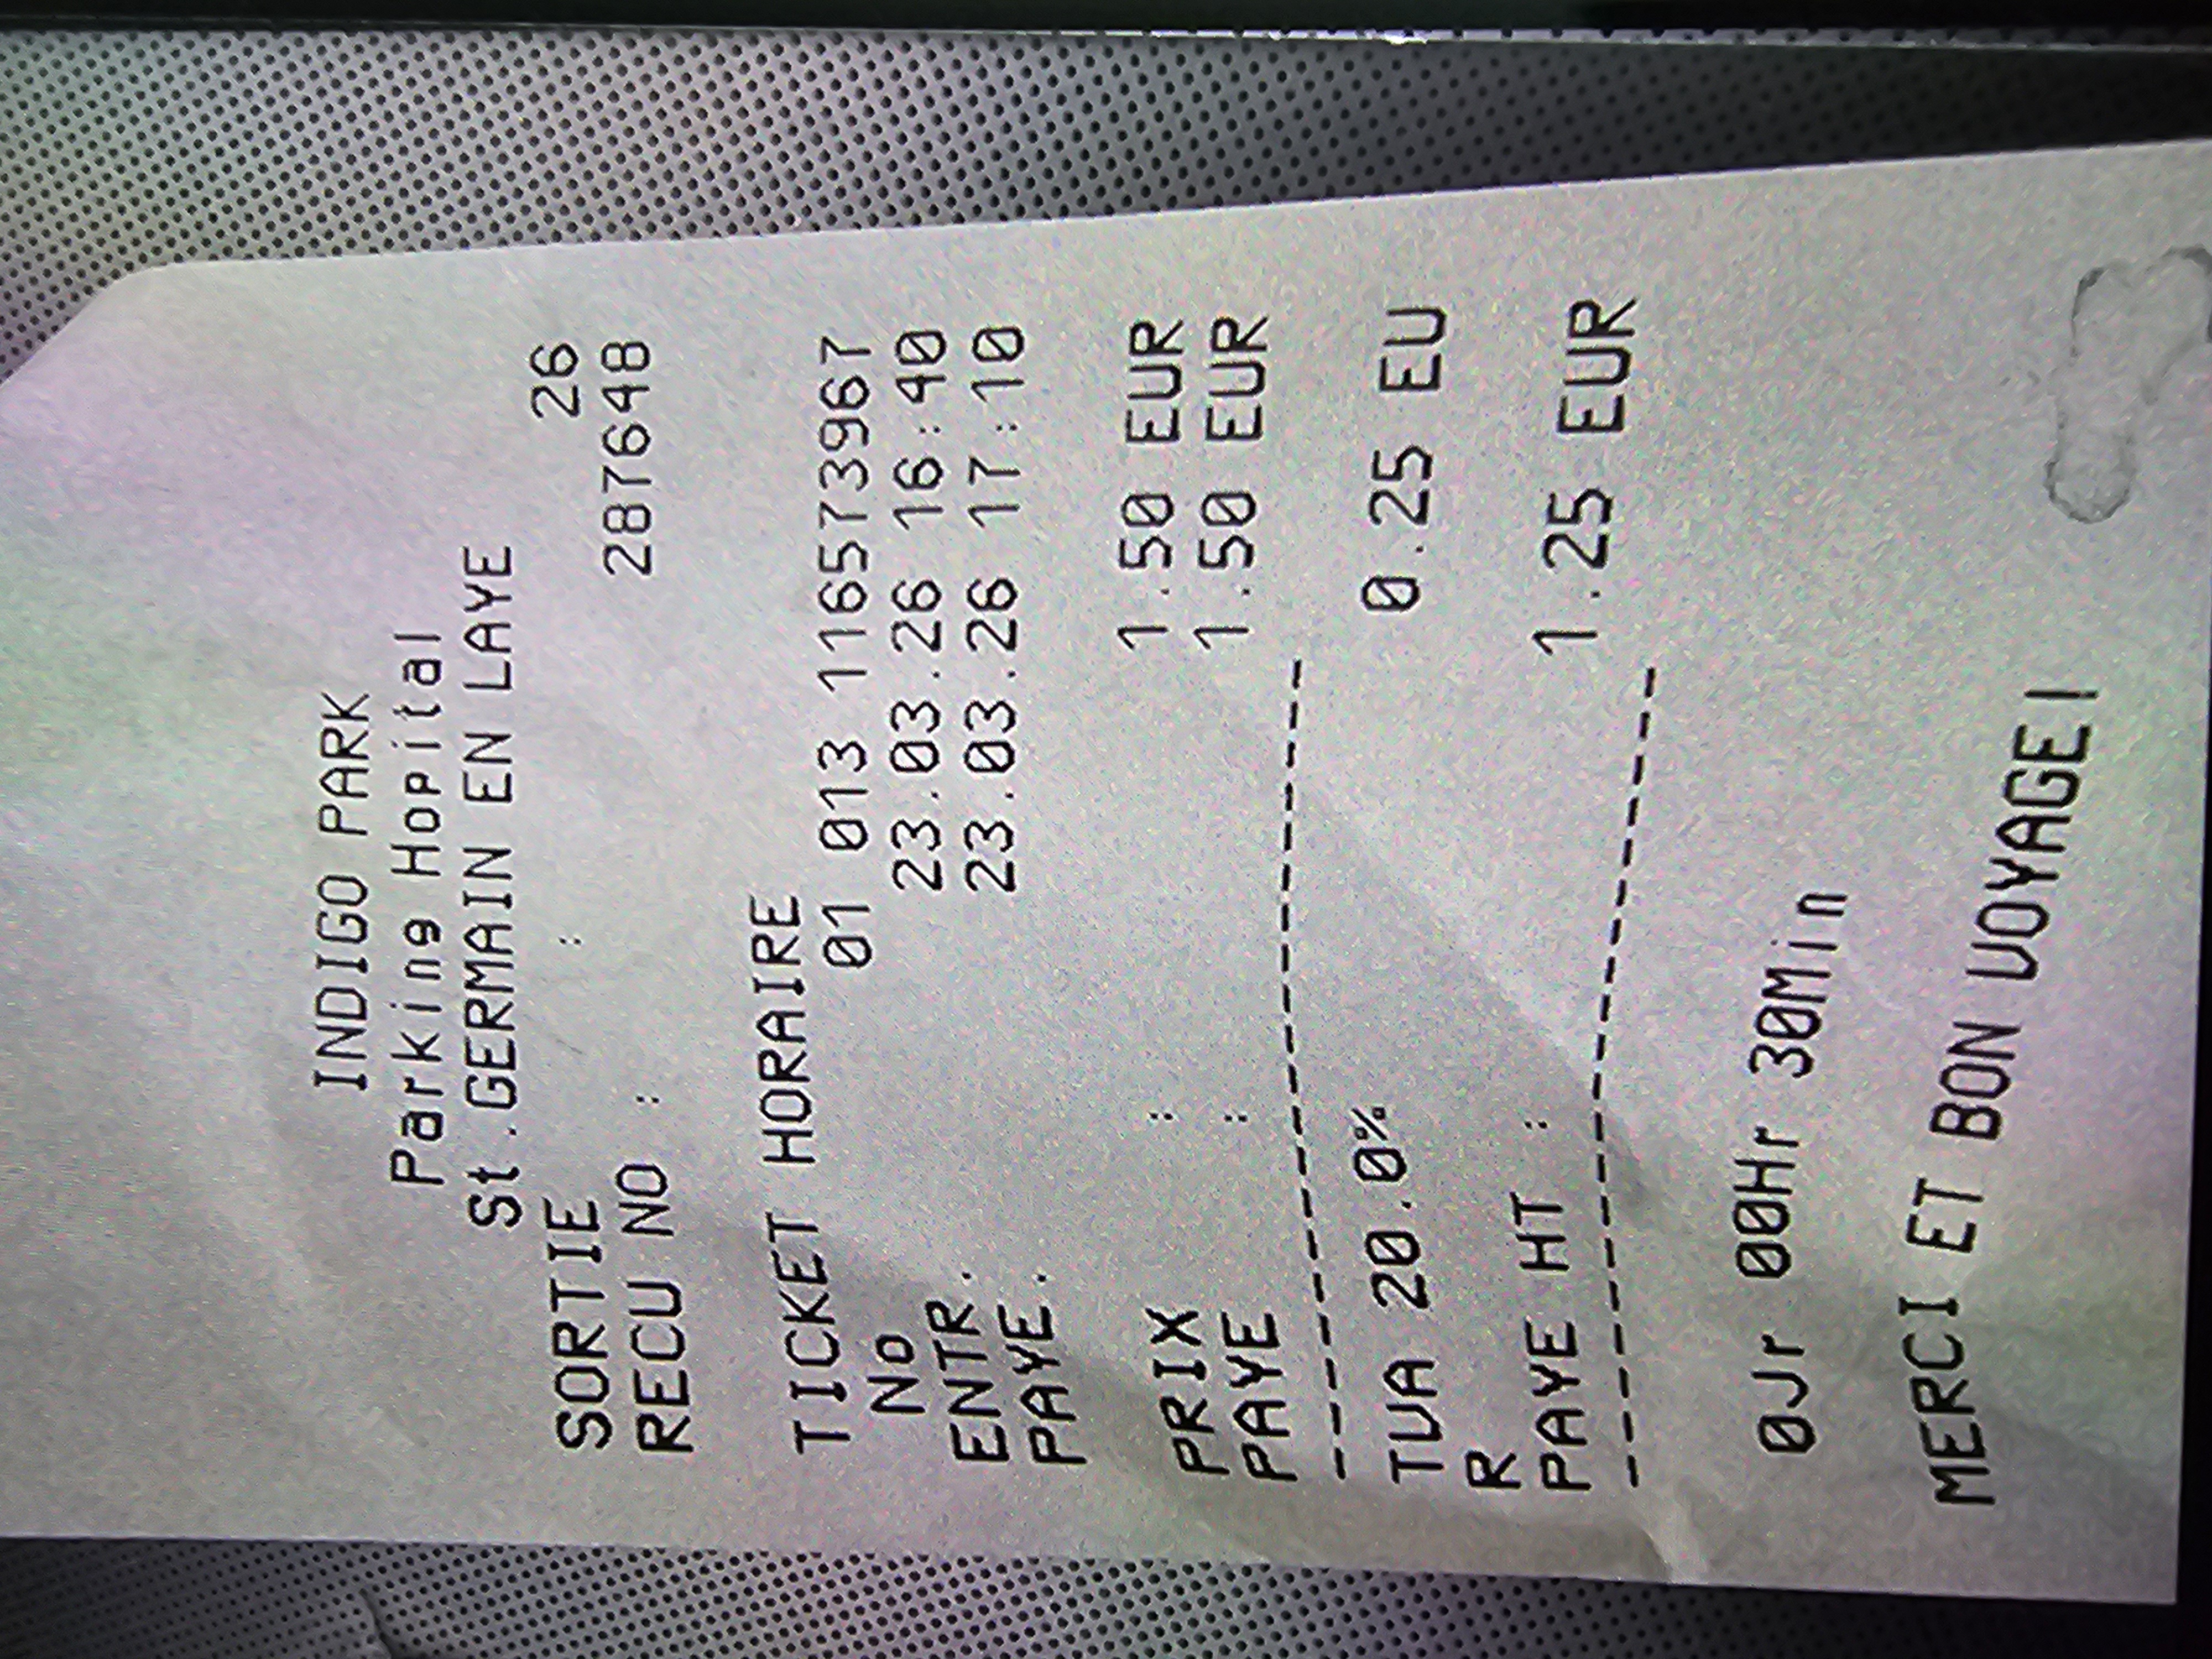 INDIGO PARK
Parking Hopital
St.GERMAIN EN LAYE
SORTIE : 26
RECU NO : 287648
TICKET HORAIRE
No 01 013 116573967
ENTR. 23.03.26 16:40
PAYE. 23.03.26 17:10
PRIX : 1.50 EUR
PAYE : 1.50 EUR
--------------------
TVA 20.0% 0.25 EU
R
PAYE HT : 1.25 EUR
--------------------
0Jr 00Hr 30Min
MERCI ET BON VOYAGE!